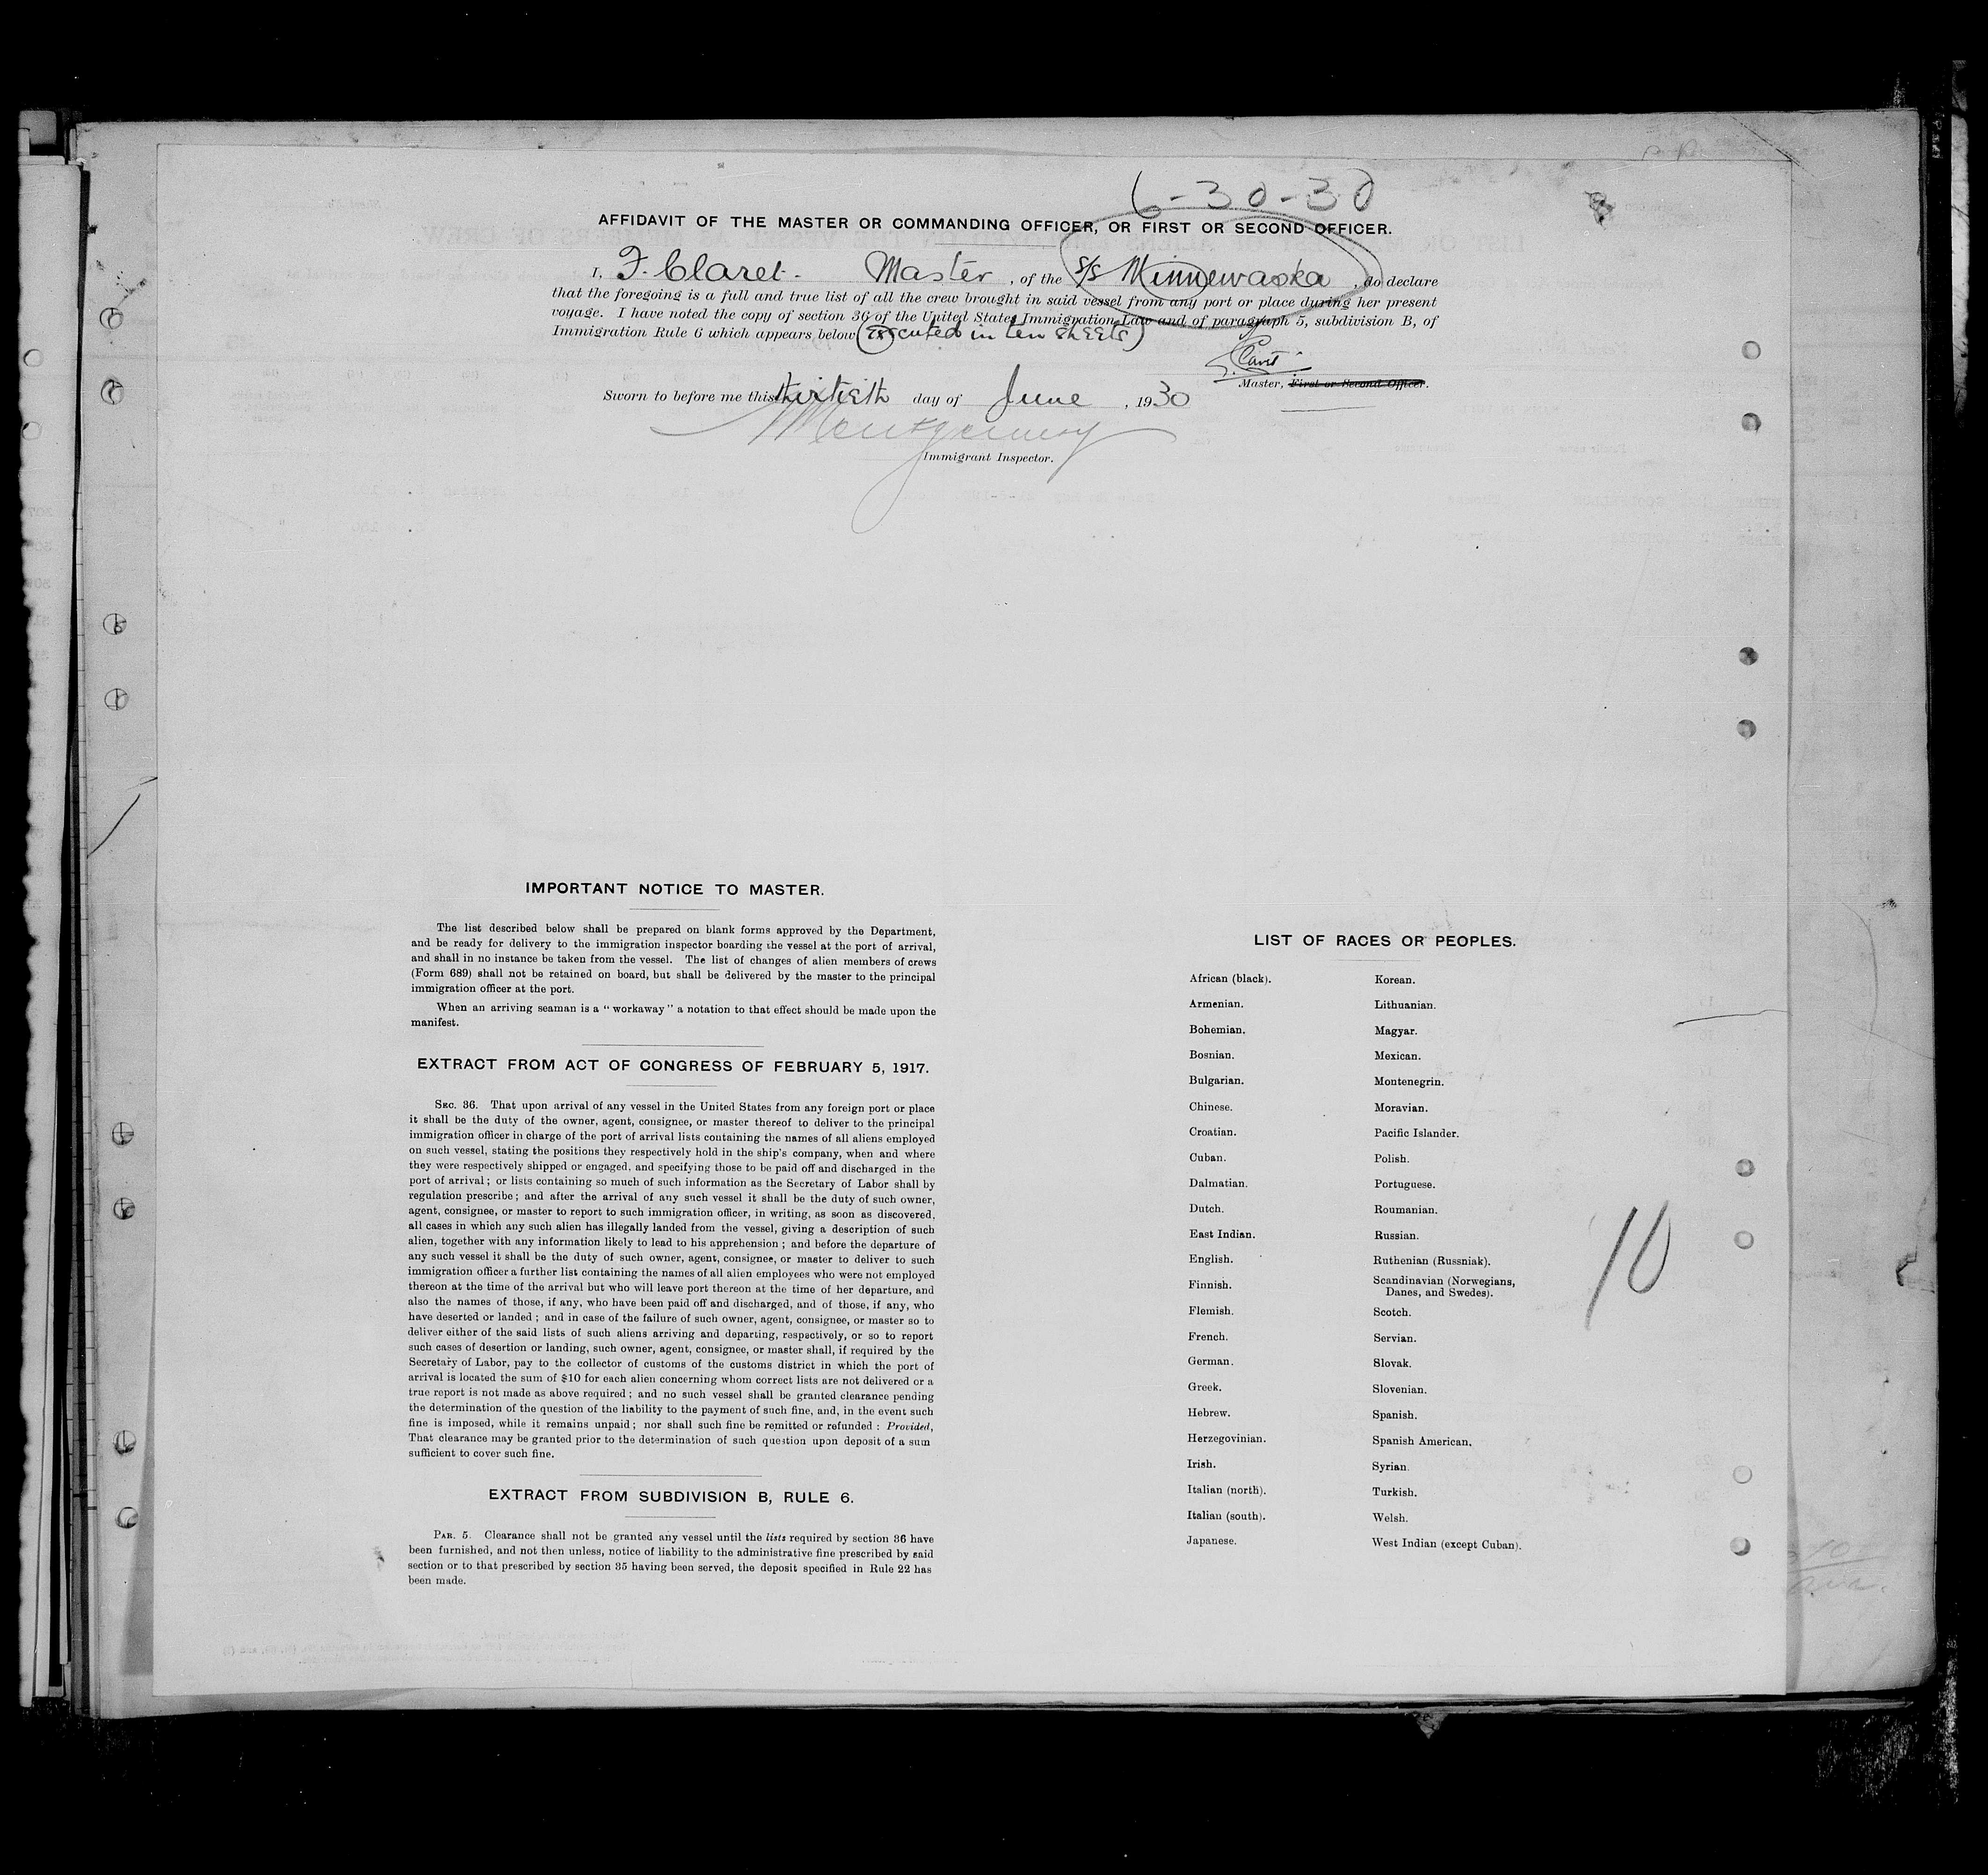 6-30-30
AFFIDAVIT OF THE MASTER OR COMMANDING OFFICER, OR FIRST OR SECOND OFFICER.
I, F. Claret. Master, of the S/S Minnewaska, do declare
that the foregoing is a full and true list of all the crew brought in said vessel from any port or place during her present
voyage. I have noted the copy of section 36 of the United States Immigration Law and of paragraph 5, subdivision B, of
Immigration Rule 6 which appears below (executed in ten sheets)
F. Claret
Master, First or Second Officer.
Sworn to before me this thirtieth day of June, 1930
Montgomery
Immigrant Inspector.
IMPORTANT NOTICE TO MASTER.
The list described below shall be prepared on blank forms approved by the Department,
and be ready for delivery to the immigration inspector boarding the vessel at the port of arrival,
and shall in no instance be taken from the vessel. The list of changes of alien members of crews
(Form 689) shall not be retained on board, but shall be delivered by the master to the principal
immigration officer at the port.
When an arriving seaman is a "workaway" a notation to that effect should be made upon the
manifest.
EXTRACT FROM ACT OF CONGRESS OF FEBRUARY 5, 1917.
SEC. 36. That upon arrival of any vessel in the United States from any foreign port or place
it shall be the duty of the owner, agent, consignee, or master thereof to deliver to the principal
immigration officer in charge of the port of arrival lists containing the names of all aliens employed
on such vessel, stating the positions they respectively hold in the ship's company, when and where
they were respectively shipped or engaged, and specifying those to be paid off and discharged in the
port of arrival; or lists containing so much of such information as the Secretary of Labor shall by
regulation prescribe; and after the arrival of any such vessel it shall be the duty of such owner,
agent, consignee, or master to report to such immigration officer, in writing, as soon as discovered,
all cases in which any such alien has illegally landed from the vessel, giving a description of such
alien, together with any information likely to lead to his apprehension; and before the departure of
any such vessel it shall be the duty of such owner, agent, consignee, or master to deliver to such
immigration officer a further list containing the names of all alien employees who were not employed
thereon at the time of the arrival but who will leave port thereon at the time of her departure, and
also the names of those, if any, who have been paid off and discharged, and of those, if any, who
have deserted or landed; and in case of the failure of such owner, agent, consignee, or master so to
deliver either of the said lists of such aliens arriving and departing, respectively, or so to report
such cases of desertion or landing, such owner, agent, consignee, or master shall, if required by the
Secretary of Labor, pay to the collector of customs of the customs district in which the port of
arrival is located the sum of $10 for each alien concerning whom correct lists are not delivered or a
true report is not made as above required; and no such vessel shall be granted clearance pending
the determination of the question of the liability to the payment of such fine, and, in the event such
fine is imposed, while it remains unpaid; nor shall such fine be remitted or refunded: Provided,
That clearance may be granted prior to the determination of such question upon deposit of a sum
sufficient to cover such fine.
EXTRACT FROM SUBDIVISION B, RULE 6.
PAR. 5. Clearance shall not be granted any vessel until the lists required by section 36 have
been furnished, and not then unless, notice of liability to the administrative fine prescribed by said
section or to that prescribed by section 35 having been served, the deposit specified in Rule 22 has
been made.
LIST OF RACES OR PEOPLES.
African (black).
Armenian.
Bohemian.
Bosnian.
Bulgarian.
Chinese.
Croatian.
Cuban.
Dalmatian.
Dutch.
East Indian.
English.
Finnish.
Flemish.
French.
German.
Greek.
Hebrew.
Herzegovinian.
Irish.
Italian (north).
Italian (south).
Japanese.
Korean.
Lithuanian.
Magyar.
Mexican.
Montenegrin.
Moravian.
Pacific Islander.
Polish.
Portuguese.
Roumanian.
Russian.
Ruthenian (Russniak).
Scandinavian (Norwegians,
Danes, and Swedes).
Scotch.
Servian.
Slovak.
Slovenian.
Spanish.
Spanish American.
Syrian.
Turkish.
Welsh.
West Indian (except Cuban).
10